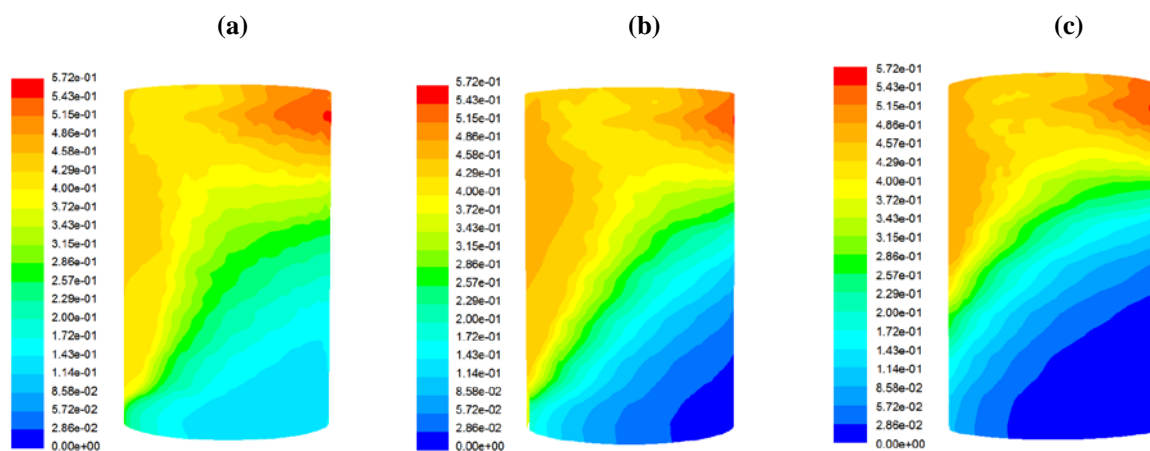 (a)
(b)
(c)
5.72e-01
5.43e-01
5.15e-01
4.86e-01
4.58e-01
4.29e-01
4.00e-01
3.72e-01
3.43e-01
3.15e-01
2.86e-01
2.57e-01
2.29e-01
2.00e-01
1.72e-01
1.43e-01
1.14e-01
8.58e-02
5.72e-02
2.86e-02
0.00e+00
5.72e-01
5.43e-01
5.15e-01
4.86e-01
4.58e-01
4.29e-01
4.00e-01
3.72e-01
3.43e-01
3.15e-01
2.86e-01
2.57e-01
2.29e-01
2.00e-01
1.72e-01
1.43e-01
1.14e-01
8.58e-02
5.72e-02
2.86e-02
0.00e+00
5.72e-01
5.43e-01
5.15e-01
4.86e-01
4.57e-01
4.29e-01
4.00e-01
3.72e-01
3.43e-01
3.15e-01
2.86e-01
2.57e-01
2.29e-01
2.00e-01
1.72e-01
1.43e-01
1.14e-01
8.58e-02
5.72e-02
2.86e-02
0.00e+00